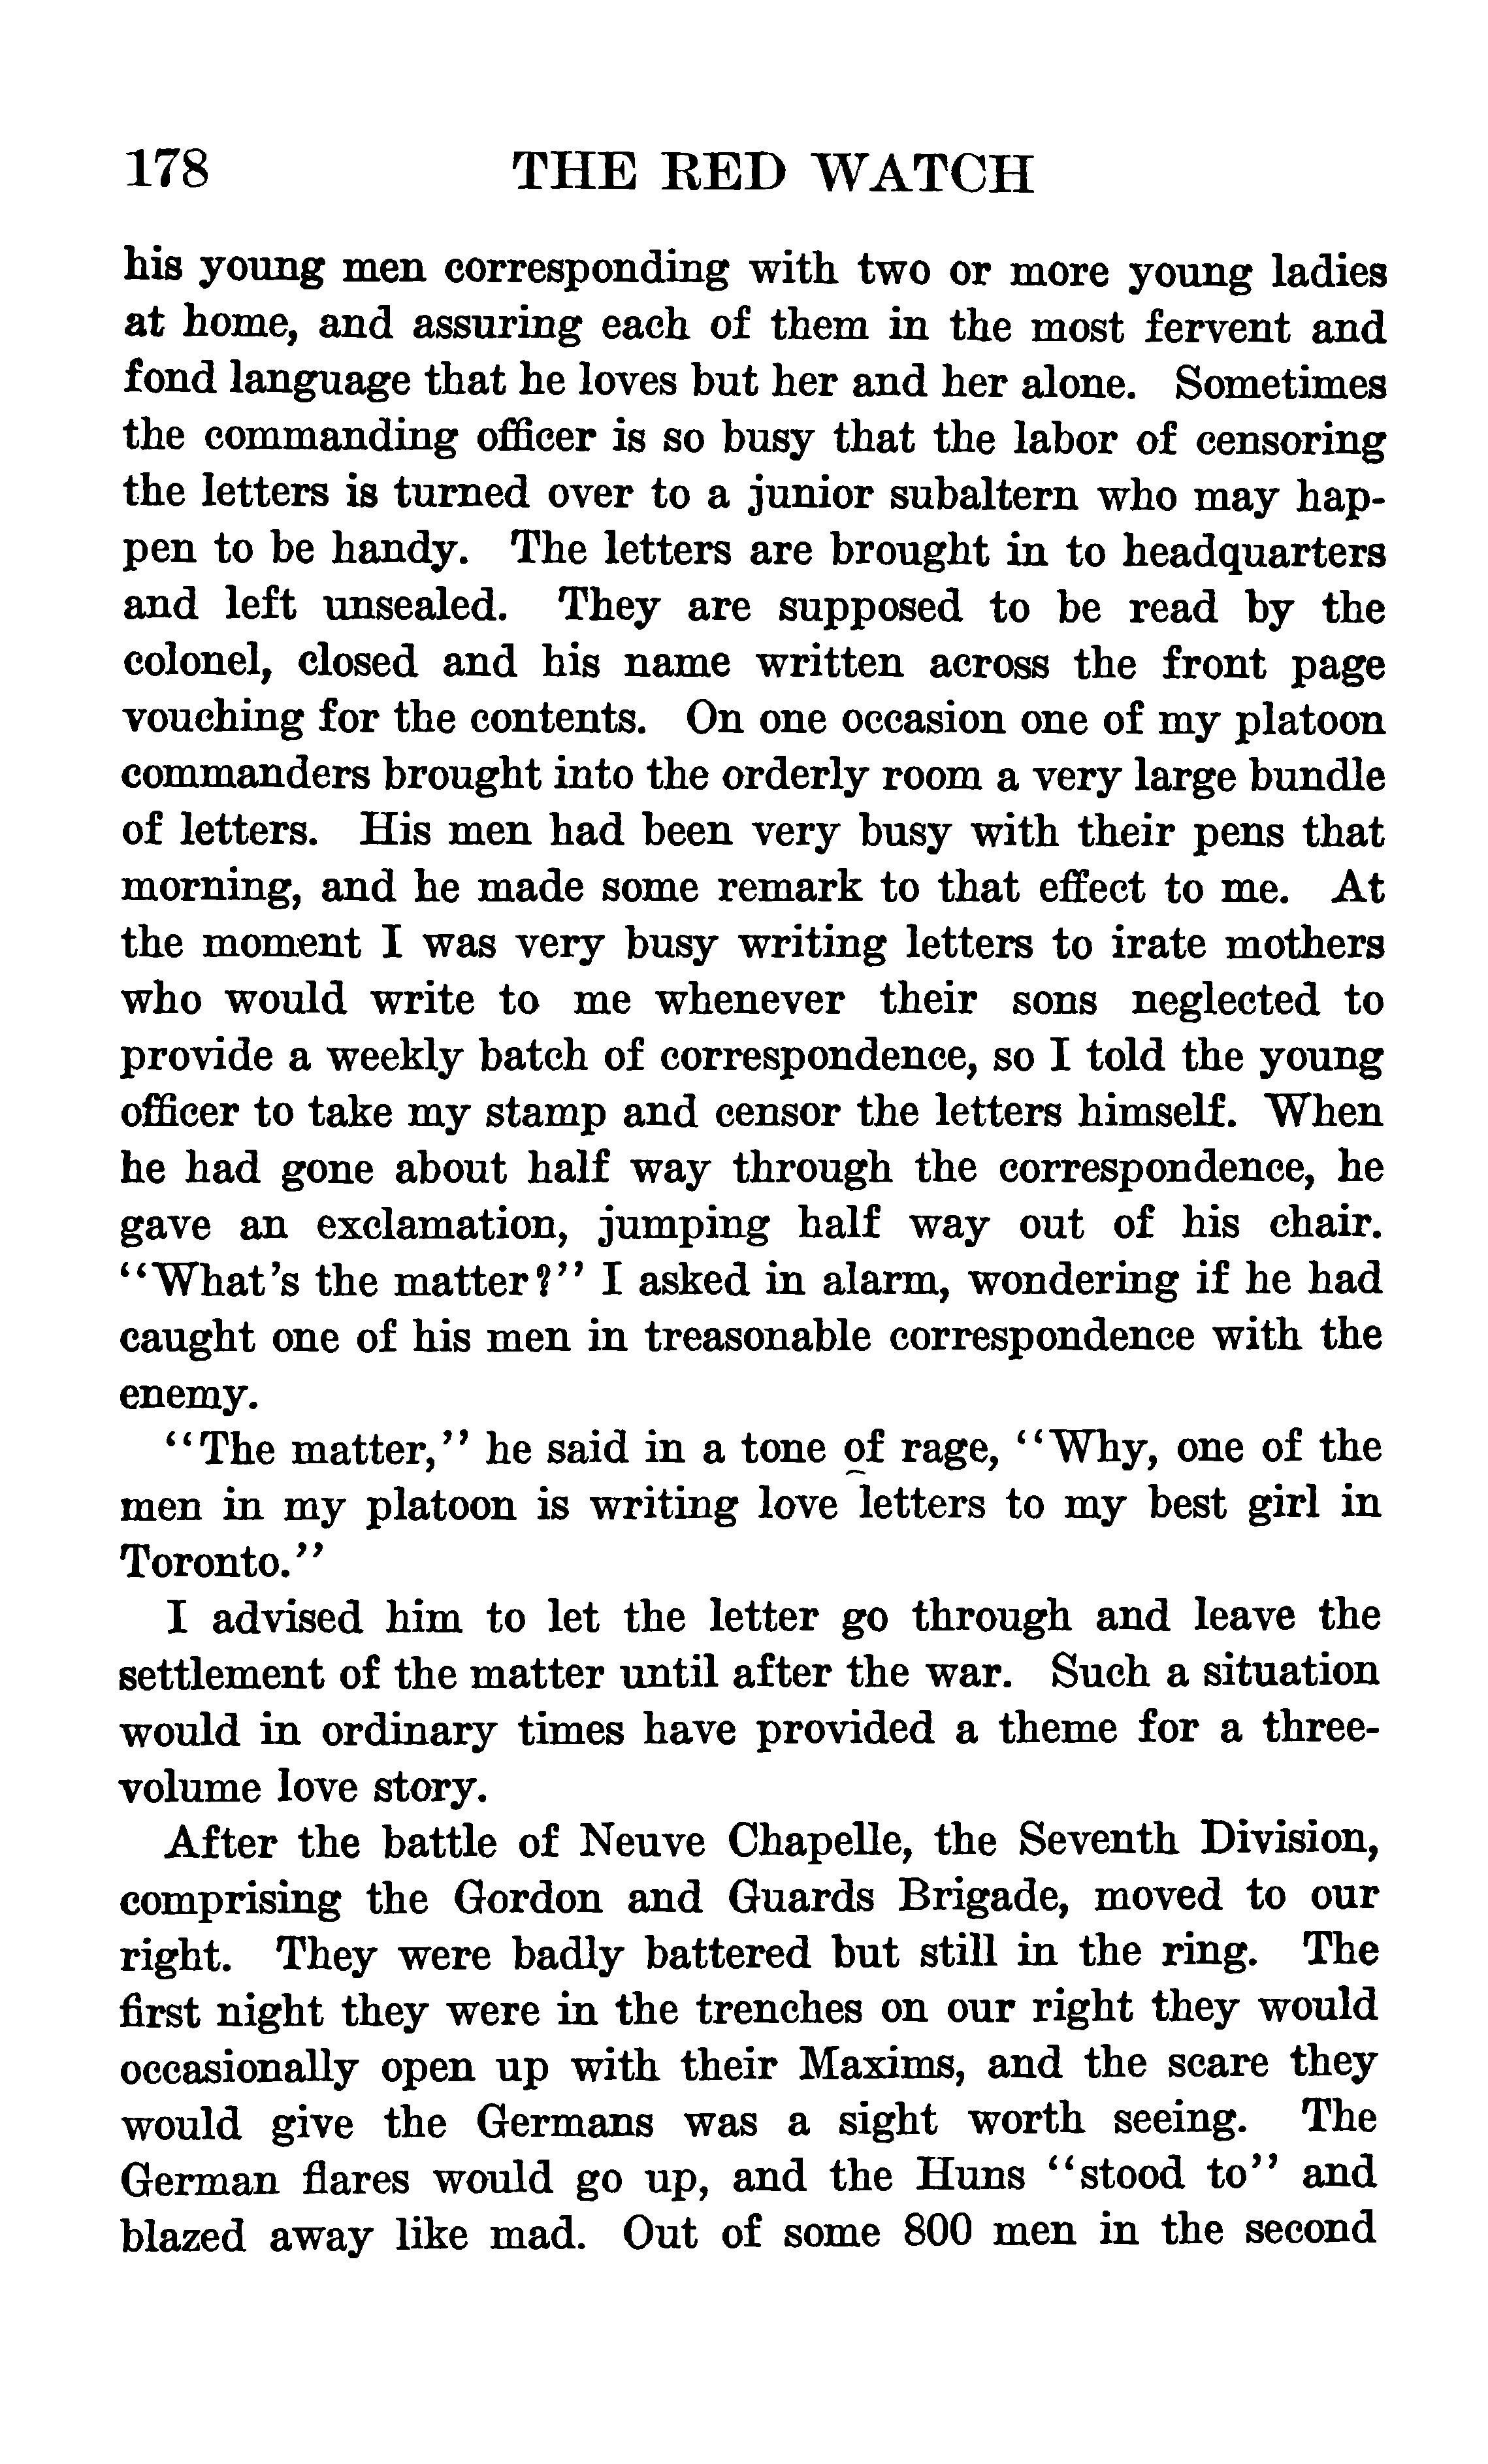 178 THE RED WATCH
his young men corresponding with two or more young ladies
at home, and assuring each of them in the most fervent and
fond language that he loves but her and her alone. Sometimes
the commanding officer is so busy that the labor of censoring
the letters is turned over to a junior subaltern who may hap-
pen to be handy. The letters are brought in to headquarters
and left unsealed. They are supposed to be read by the
colonel, closed and his name written across the front page
vouching for the contents. On one occasion one of my platoon
commanders brought into the orderly room a very large bundle
of letters. His men had been very busy with their pens that
morning, and he made some remark to that effect to me. At
the moment I was very busy writing letters to irate mothers
who would write to me whenever their sons neglected to
provide a weekly batch of correspondence, so I told the young
officer to take my stamp and censor the letters himself. When
he had gone about half way through the correspondence, he
gave an exclamation, jumping half way out of his chair.
"What's the matter?" I asked in alarm, wondering if he had
caught one of his men in treasonable correspondence with the
enemy.
"The matter," he said in a tone of rage, "Why, one of the
men in my platoon is writing love letters to my best girl in
Toronto."
I advised him to let the letter go through and leave the
settlement of the matter until after the war. Such a situation
would in ordinary times have provided a theme for a three-
volume love story.
After the battle of Neuve Chapelle, the Seventh Division,
comprising the Gordon and Guards Brigade, moved to our
right. They were badly battered but still in the ring. The
first night they were in the trenches on our right they would
occasionally open up with their Maxims, and the scare they
would give the Germans was a sight worth seeing. The
German flares would go up, and the Huns "stood to" and
blazed away like mad. Out of some 800 men in the second